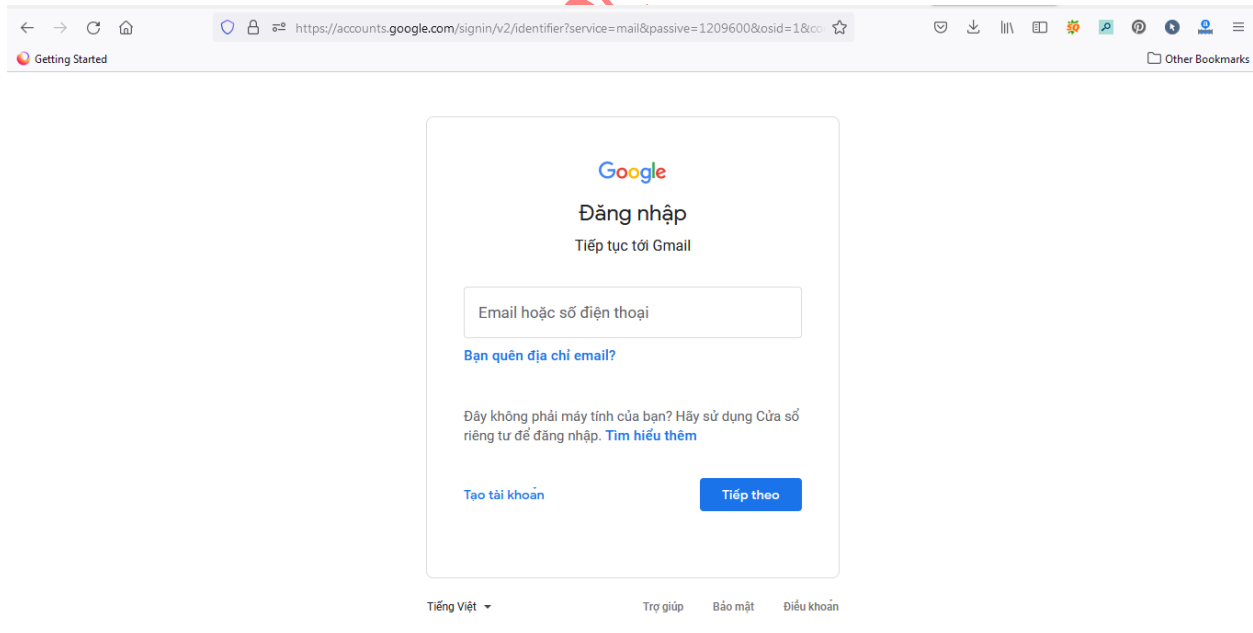 https://accounts.google.com/signin/v2/identifier?service=mail&passive=1209600&osid=1&co
Getting Started
Other Bookmarks
Google
Đăng nhập
Tiếp tục tới Gmail
Email hoặc số điện thoại
Bạn quên địa chỉ email?
Đây không phải máy tính của bạn? Hãy sử dụng Cửa sổ
riêng tư để đăng nhập. Tìm hiểu thêm
Tạo tài khoản
Tiếp theo
Tiếng Việt
Trợ giúp
Bảo mật
Điều khoản